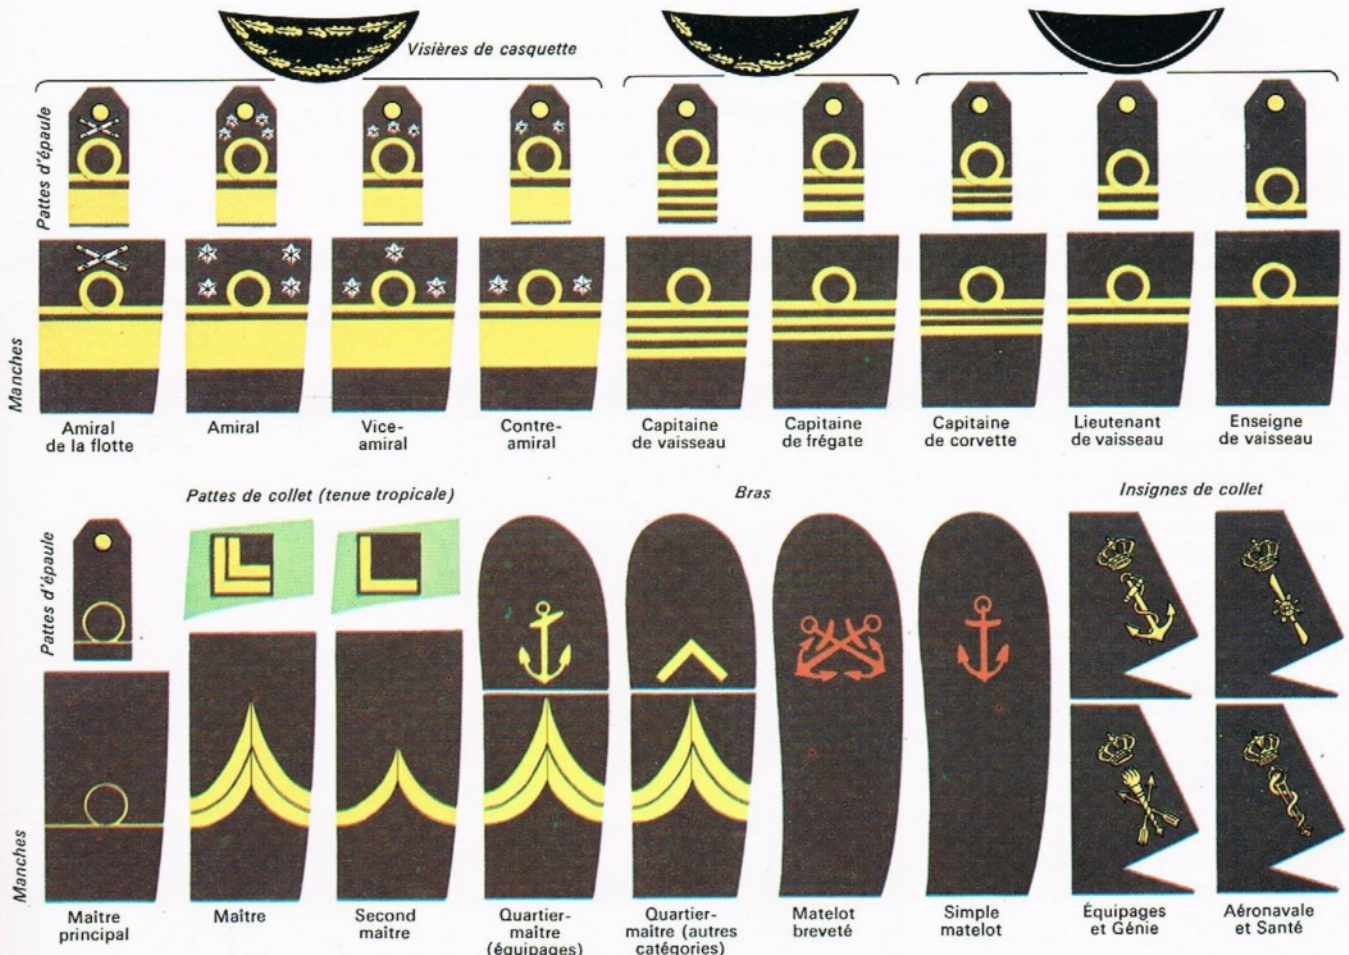 Visières de casquette
Pattes d'épaule
Manches
Amiral
de la flotte
Amiral
Vice-
amiral
Contre-
amiral
Capitaine
de vaisseau
Capitaine
de frégate
Capitaine
de corvette
Lieutenant
de vaisseau
Enseigne
de vaisseau
Pattes de collet (tenue tropicale)
Bras
Insignes de collet
Pattes d'épaule
Manches
Maître
principal
Maître
Second
maître
Quartier-
maître
(équipages)
Quartier-
maître (autres
catégories)
Matelot
breveté
Simple
matelot
Équipages
et Génie
Aéronavale
et Santé